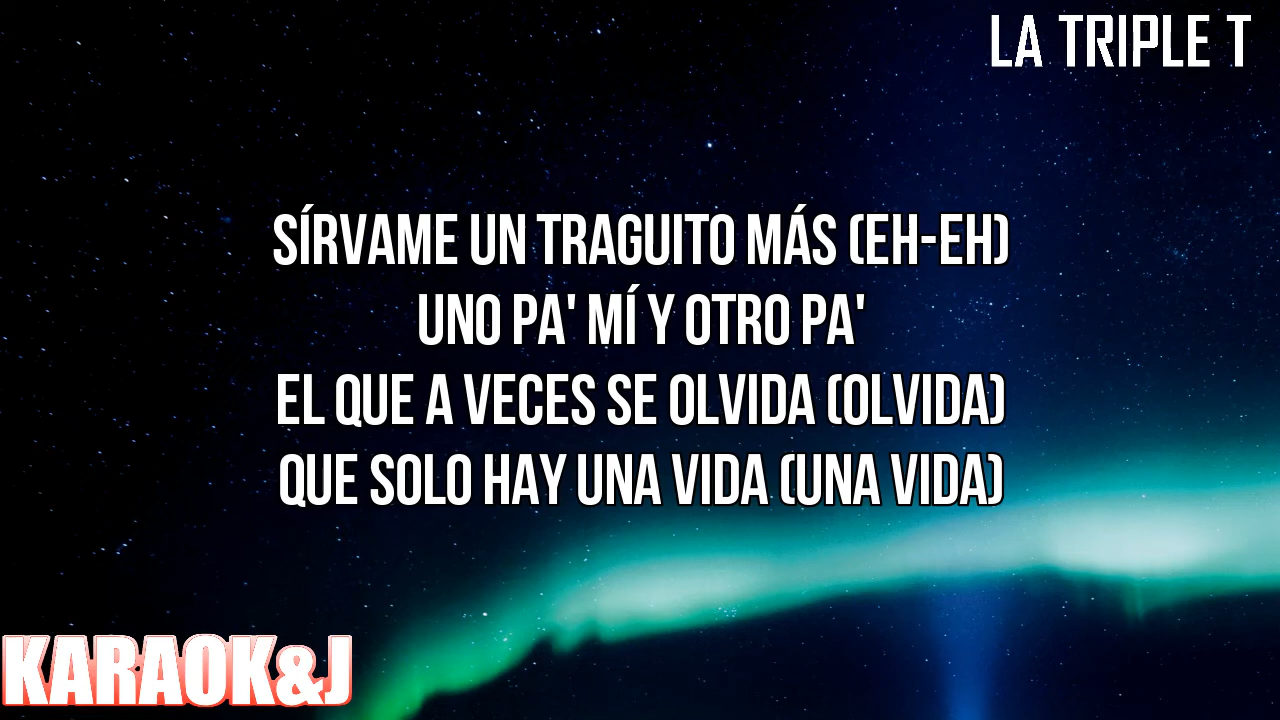 LA TRIPLE T
SÍRVAME UN TRAGUITO MÁS (EH-EH)
UNO PA' MÍ Y OTRO PA'
EL QUE A VECES SE OLVIDA (OLVIDA)
QUE SOLO HAY UNA VIDA (UNA VIDA)
KARAOK&J